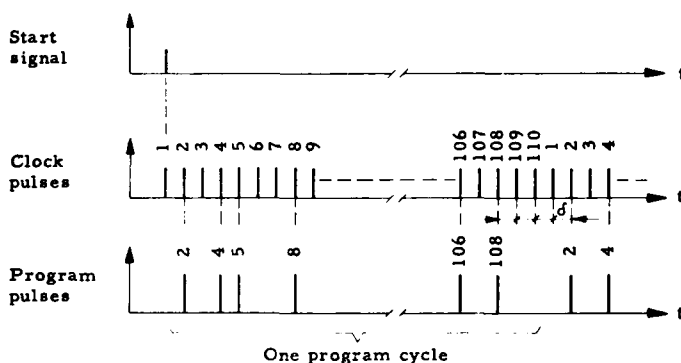 Start
signal
t
Clock
pulses
1 2 3 4 5 6 7 8 9
106 107 108 109 110 1 2 3 4
t
δ
Program
pulses
2 4 5 8
106 108 2 4
t
One program cycle